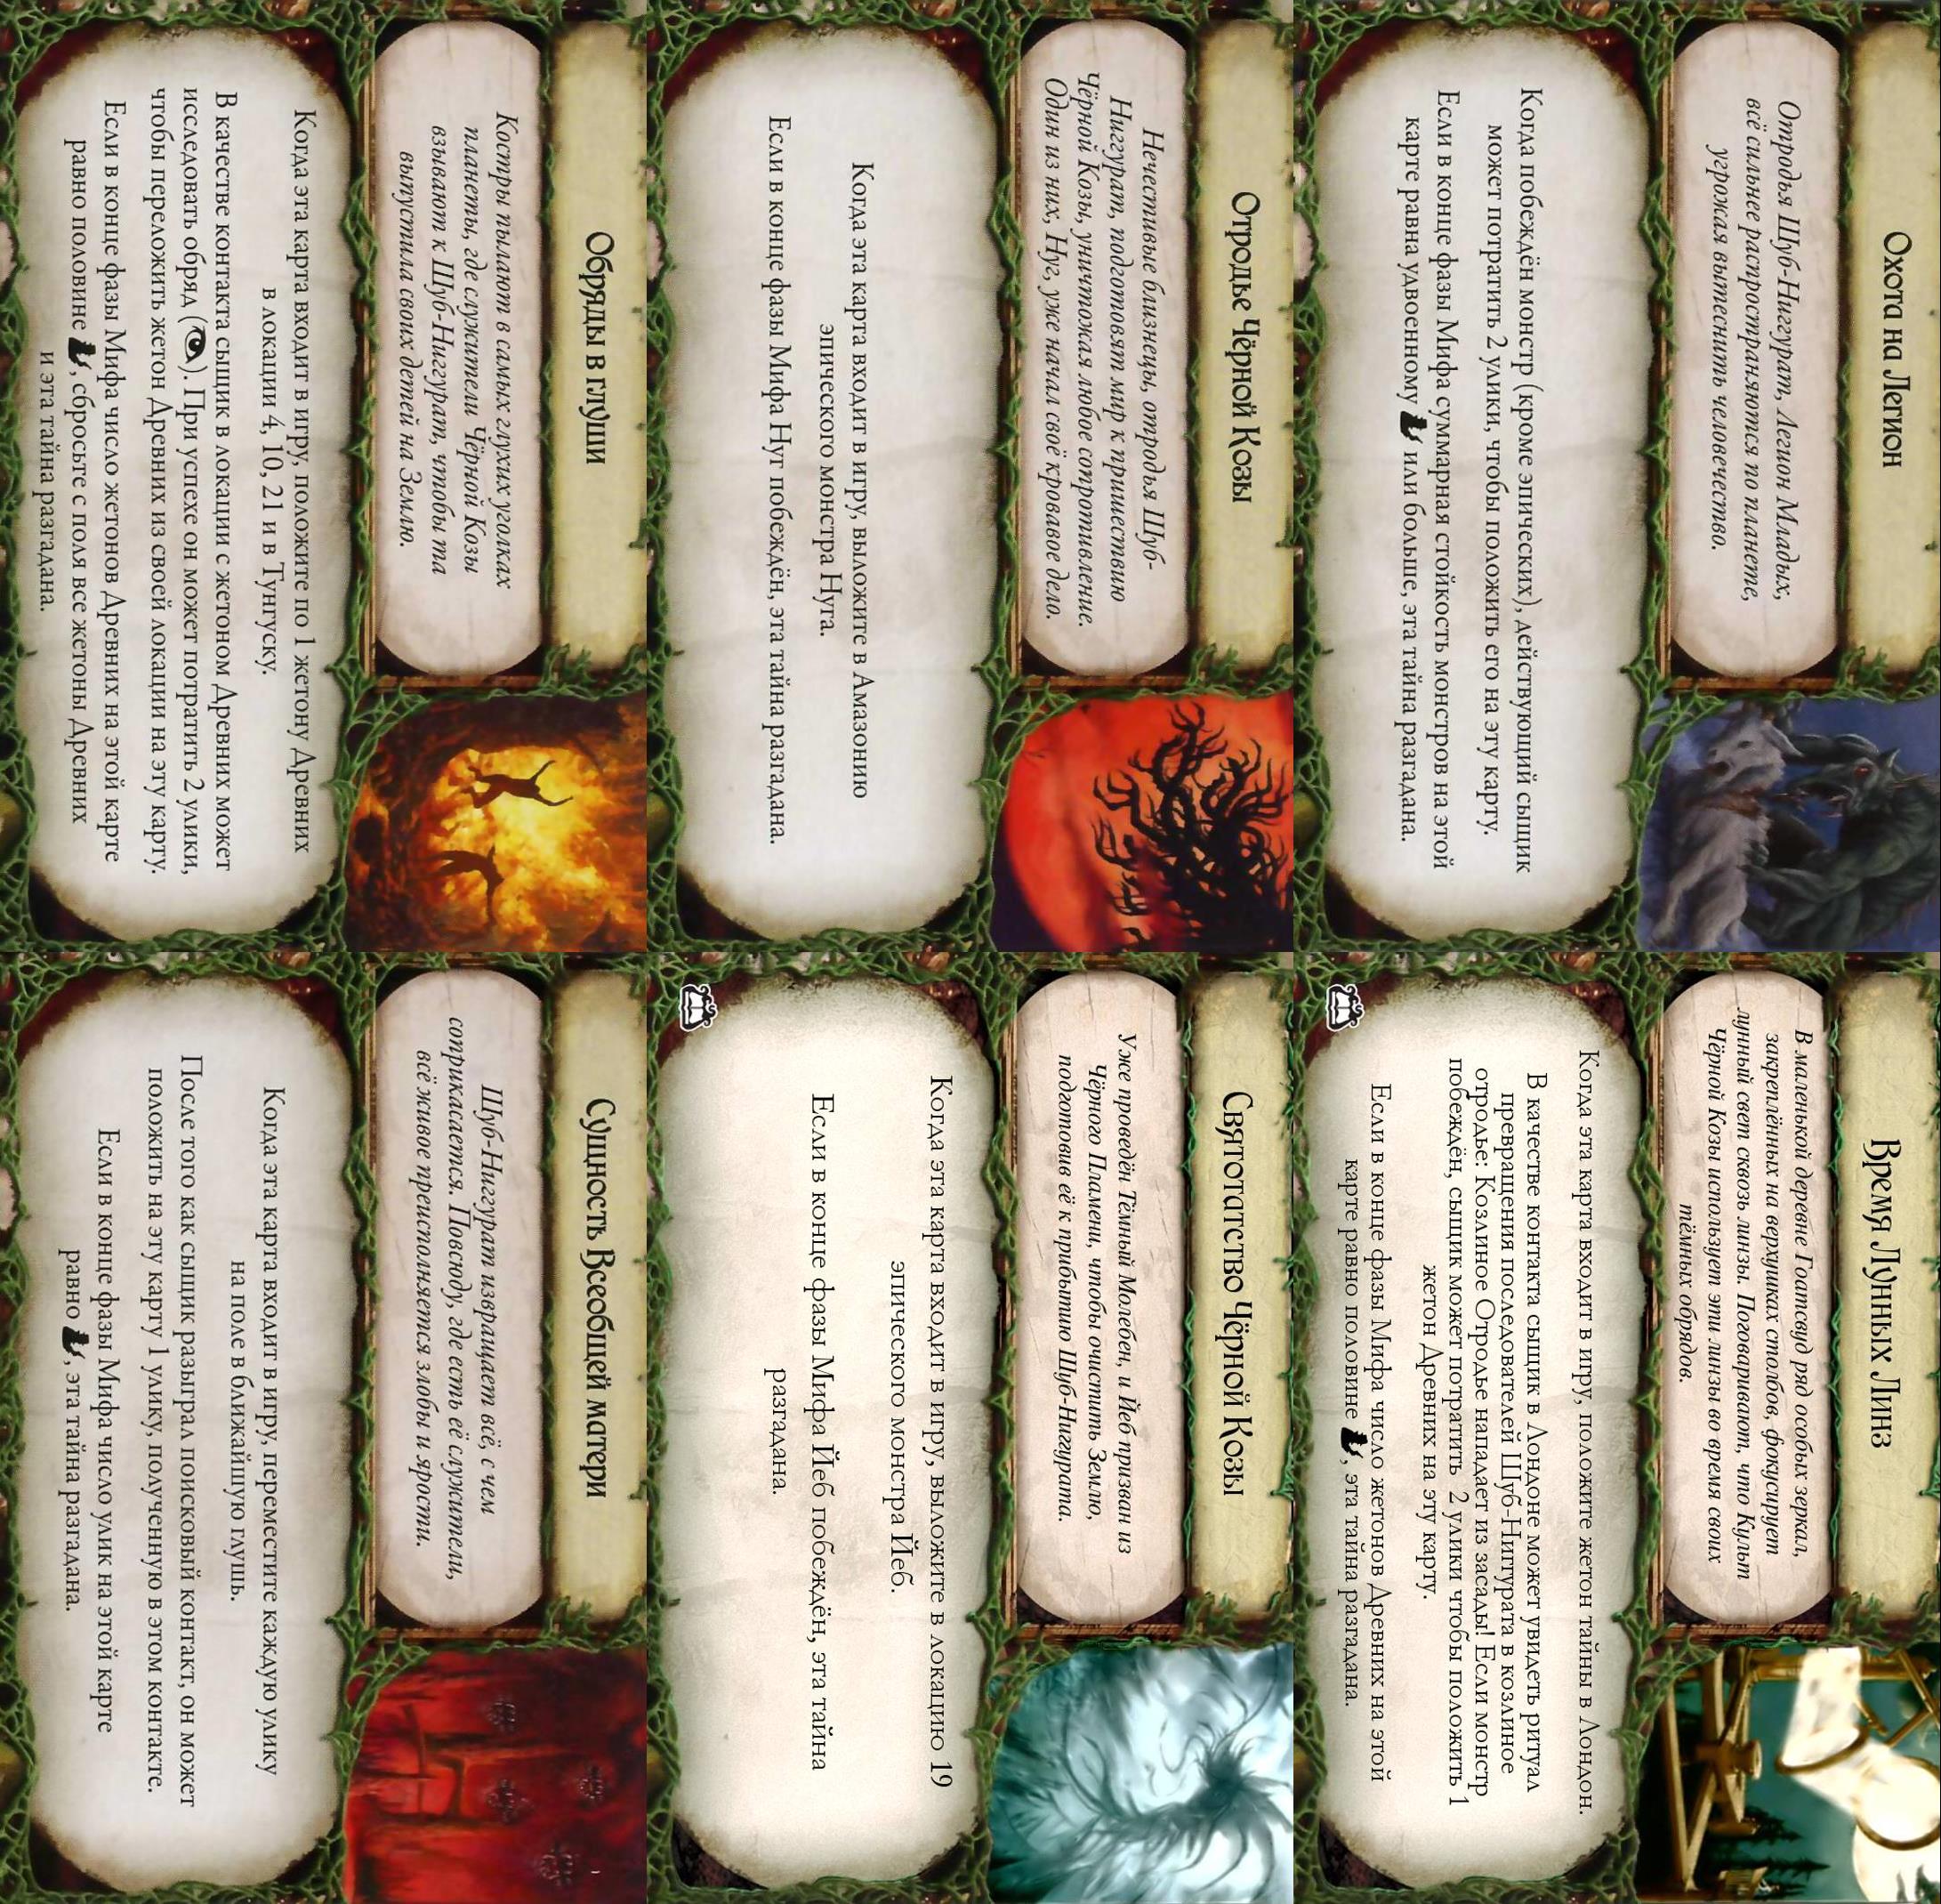 Обряды в глуши
Костры пылают в самых глухих уголках
планеты, где служители Чёрной Козы
взывают к Шуб-Ниггурат, чтобы та
выпустила своих детей на Землю.
Когда эта карта входит в игру, положите по 1 жетону Древних
в локации 4, 10, 21 и в Тунгуску.
В качестве контакта сыщик в локации с жетоном Древних может
исследовать обряд ( ). При успехе он может потратить 2 улики,
чтобы переложить жетон Древних из своей локации на эту карту.
Если в конце фазы Мифа число жетонов Древних на этой карте
равно половине , сбросьте с поля все жетоны Древних
и эта тайна разгадана.
Отродье Чёрной Козы
Нечестивые близнецы, отродья Шуб-
Ниггурат, подготовят мир к пришествию
Чёрной Козы, уничтожая любое сопротивление.
Один из них, Нуг, уже начал своё кровавое дело.
Когда эта карта входит в игру, выложите в Амазонию
эпического монстра Нуга.
Если в конце фазы Мифа Нуг побеждён, эта тайна разгадана.
Охота на Легион
Отродья Шуб-Ниггурат, Легион Младых,
всё сильнее распространяются по планете,
угрожая вытеснить человечество.
Когда побеждён монстр (кроме эпических), действующий сыщик
может потратить 2 улики, чтобы положить его на эту карту.
Если в конце фазы Мифа суммарная стойкость монстров на этой
карте равна удвоенному или больше, эта тайна разгадана.
Сущность Всеобщей матери
Шуб-Ниггурат извращает всё, с чем
соприкасается. Повсюду, где есть её служители,
всё живое преисполняется злобы и ярости.
Когда эта карта входит в игру, переместите каждую улику
на поле в ближайшую глушь.
После того как сыщик разыграл поисковый контакт, он может
положить на эту карту 1 улику, полученную в этом контакте.
Если в конце фазы Мифа число улик на этой карте
равно , эта тайна разгадана.
Святотатство Чёрной Козы
Уже проведён Тёмный Молебен, и Йеб призван из
Чёрного Пламени, чтобы очистить Землю,
подготовив её к прибытию Шуб-Нигурата.
Когда эта карта входит в игру, выложите в локацию 19
эпического монстра Йеб.
Если в конце фазы Мифа Йеб побеждён, эта тайна
разгадана.
Время Лунных Линз
В маленькой деревне Гоатсвуд ряд особых зеркал,
закреплённых на верхушках столбов, фокусирует
лунный свет сквозь линзы. Поговаривают, что Культ
Чёрной Козы использует эти линзы во время своих
тёмных обрядов.
Когда эта карта входит в игру, положите жетон тайны в Лондон.
В качестве контакта сыщик в Лондоне может увидеть ритуал
превращения последователей Шуб-Ниггурата в козлиное
отродье: Козлиное Отродье нападает из засады! Если монстр
побеждён, сыщик может потратить 2 улики чтобы положить 1
жетон Древних на эту карту.
Если в конце фазы Мифа число жетонов Древних на этой
карте равно половине , эта тайна разгадана.